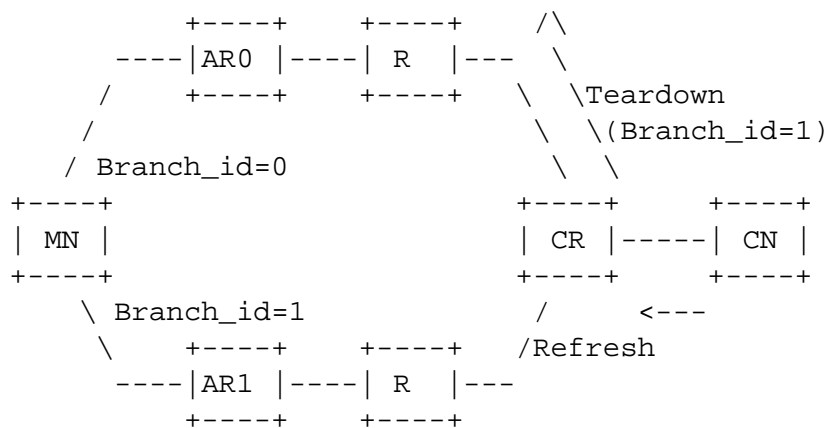 AR0 R
Teardown
(Branch_id=1)
Branch_id=0
MN CR CN
Branch_id=1
Refresh
AR1 R